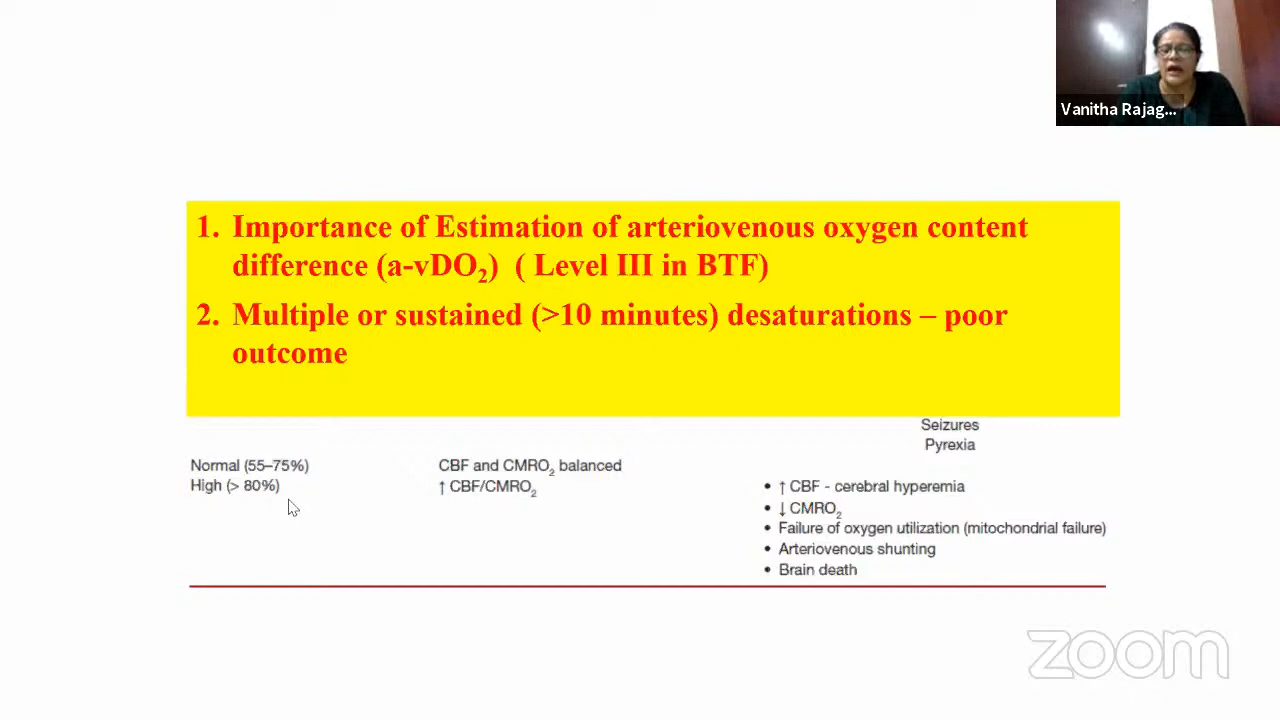 Vanitha Rajag...
1. Importance of Estimation of arteriovenous oxygen content
difference (a-vDO₂) ( Level III in BTF)
2. Multiple or sustained (>10 minutes) desaturations – poor
outcome
Seizures
Pyrexia
Normal (55–75%) CBF and CMRO₂ balanced
High (> 80%) ↑ CBF/CMRO₂ • ↑ CBF - cerebral hyperemia
• ↓ CMRO₂
• Failure of oxygen utilization (mitochondrial failure)
• Arteriovenous shunting
• Brain death
zoom